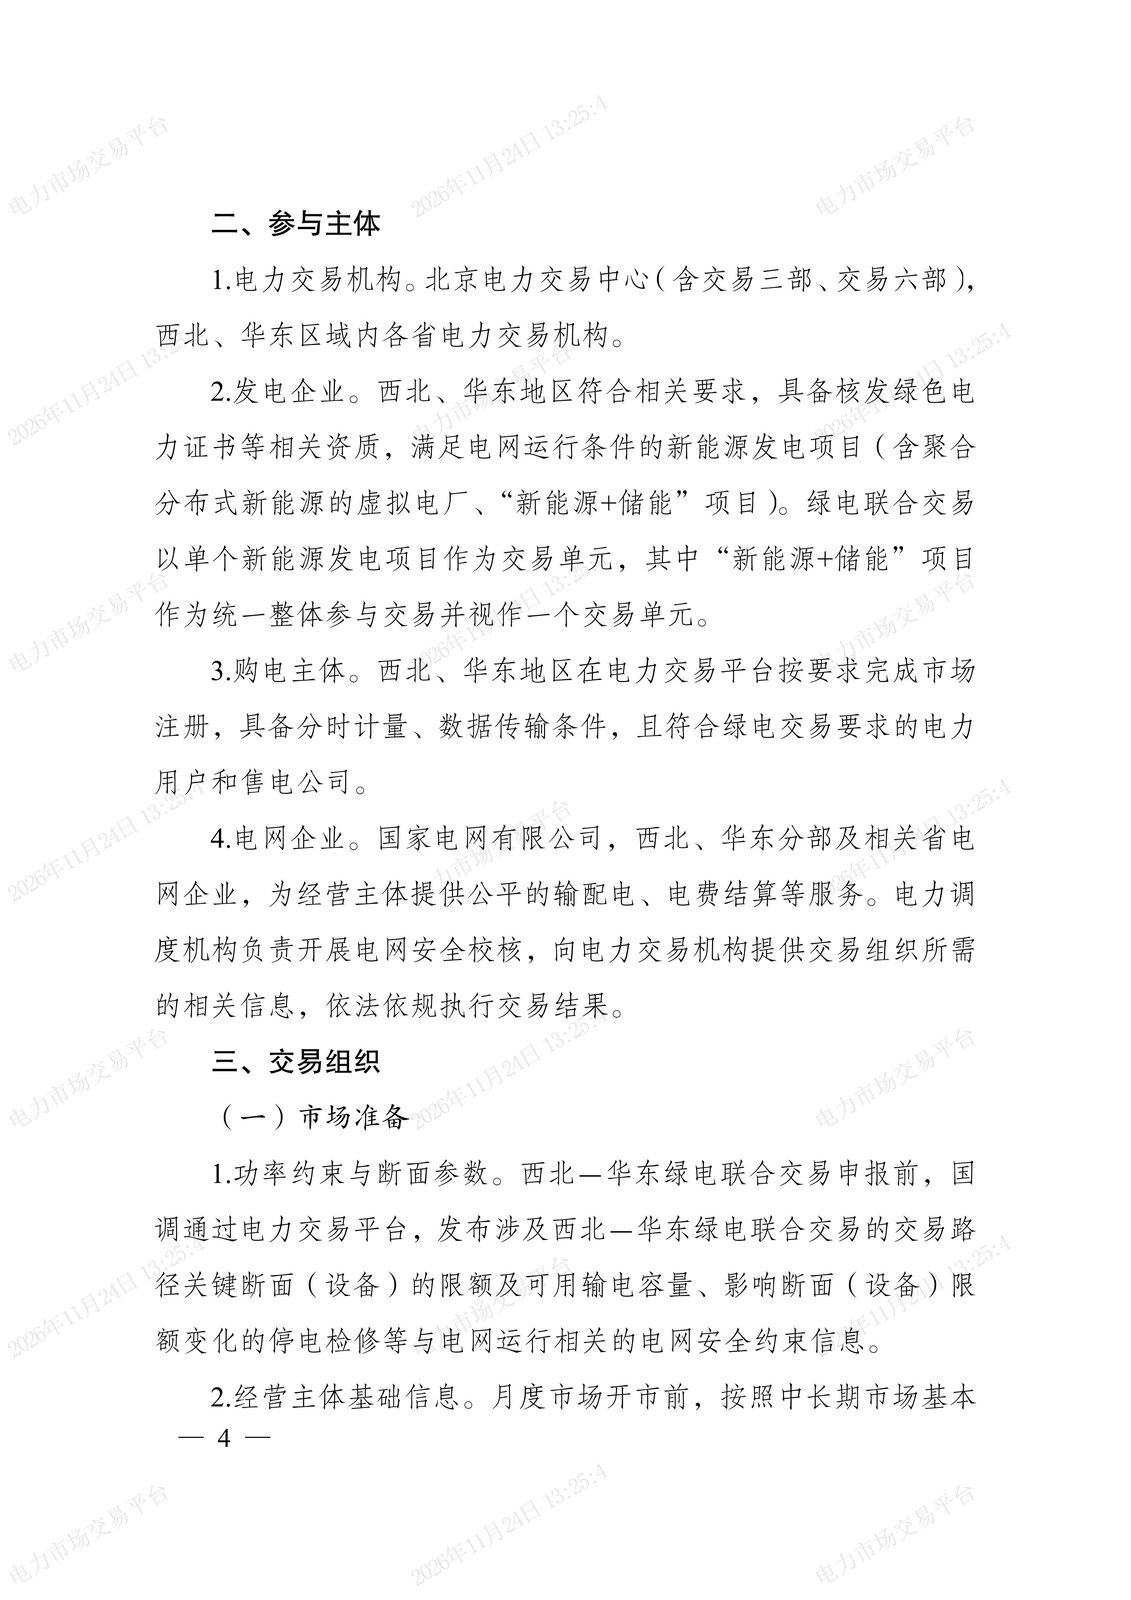 二、参与主体
1.电力交易机构。北京电力交易中心（含交易三部、交易六部），
西北、华东区域内各省电力交易机构。
2.发电企业。西北、华东地区符合相关要求，具备核发绿色电
力证书等相关资质，满足电网运行条件的新能源发电项目（含聚合
分布式新能源的虚拟电厂、“新能源+储能”项目）。绿电联合交易
以单个新能源发电项目作为交易单元，其中“新能源+储能”项目
作为统一整体参与交易并视作一个交易单元。
3.购电主体。西北、华东地区在电力交易平台按要求完成市场
注册，具备分时计量、数据传输条件，且符合绿电交易要求的电力
用户和售电公司。
4.电网企业。国家电网有限公司，西北、华东分部及相关省电
网企业，为经营主体提供公平的输配电、电费结算等服务。电力调
度机构负责开展电网安全校核，向电力交易机构提供交易组织所需
的相关信息，依法依规执行交易结果。
三、交易组织
（一）市场准备
1.功率约束与断面参数。西北—华东绿电联合交易申报前，国
调通过电力交易平台，发布涉及西北—华东绿电联合交易的交易路
径关键断面（设备）的限额及可用输电容量、影响断面（设备）限
额变化的停电检修等与电网运行相关的电网安全约束信息。
2.经营主体基础信息。月度市场开市前，按照中长期市场基本
— 4 —
电力市场交易平台
2026年11月24日 13:25:4